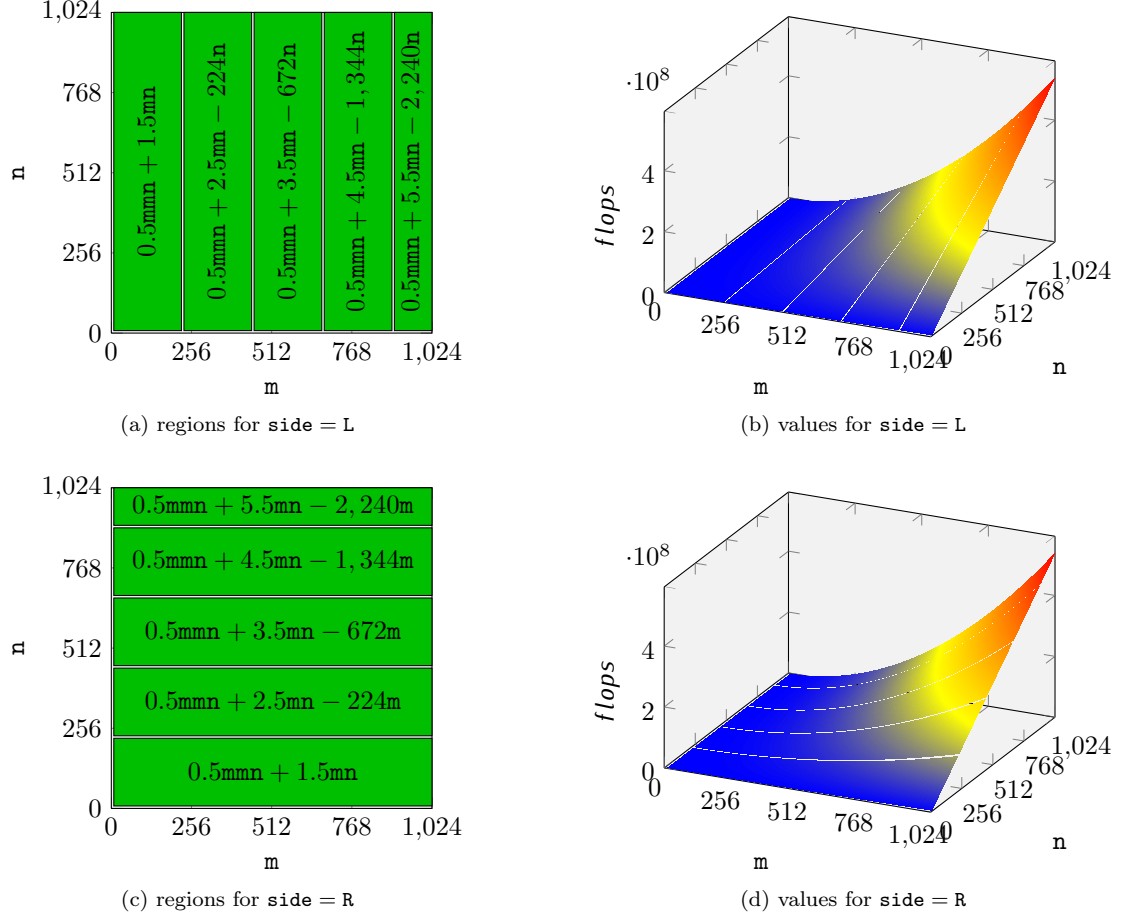 1,024
768
512
256
0
n
0.5mmn + 1.5mn
0.5mmn + 2.5mn − 224n
0.5mmn + 3.5mn − 672n
0.5mmn + 4.5mn − 1,344n
0.5mmn + 5.5mn − 2,240n
0 256 512 768 1,024
m
(a) regions for side = L
·10⁸
4
2
0
flops
256
512
768
1,024
m
0
256
512
768
1,024
n
(b) values for side = L
1,024
768
512
256
0
n
0.5mmn + 5.5mn − 2,240m
0.5mmn + 4.5mn − 1,344m
0.5mmn + 3.5mn − 672m
0.5mmn + 2.5mn − 224m
0.5mmn + 1.5mn
0 256 512 768 1,024
m
(c) regions for side = R
·10⁸
4
2
0
flops
256
512
768
1,024
m
0
256
512
768
1,024
n
(d) values for side = R